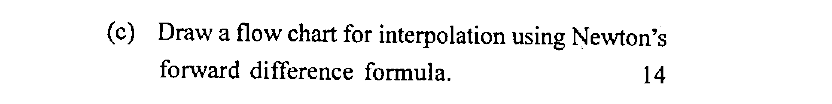 (c) Draw a flow chart for interpolation using Newton's
forward difference formula. 14